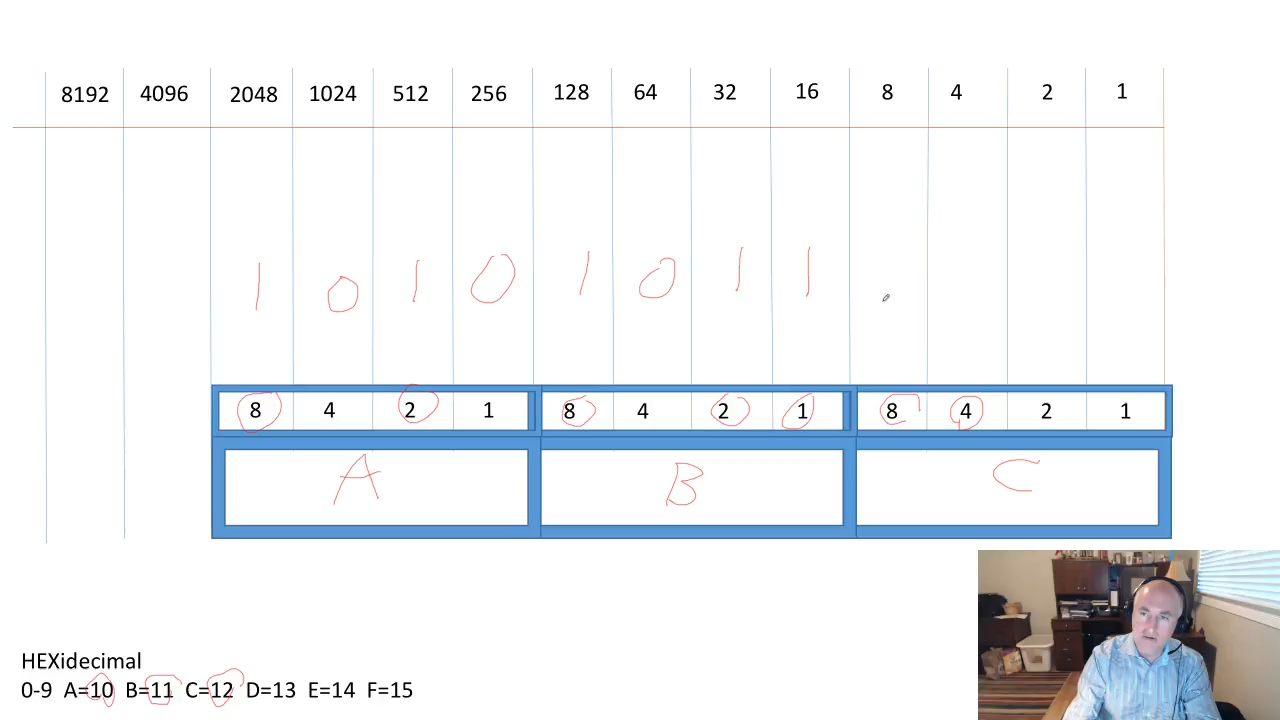 8192 4096 2048 1024 512 256 128 64 32 16 8 4 2 1
1 0 1 0 1 0 1 1
8 4 2 1 8 4 2 1 8 4 2 1
A B C
HEXidecimal
0-9 A=10 B=11 C=12 D=13 E=14 F=15